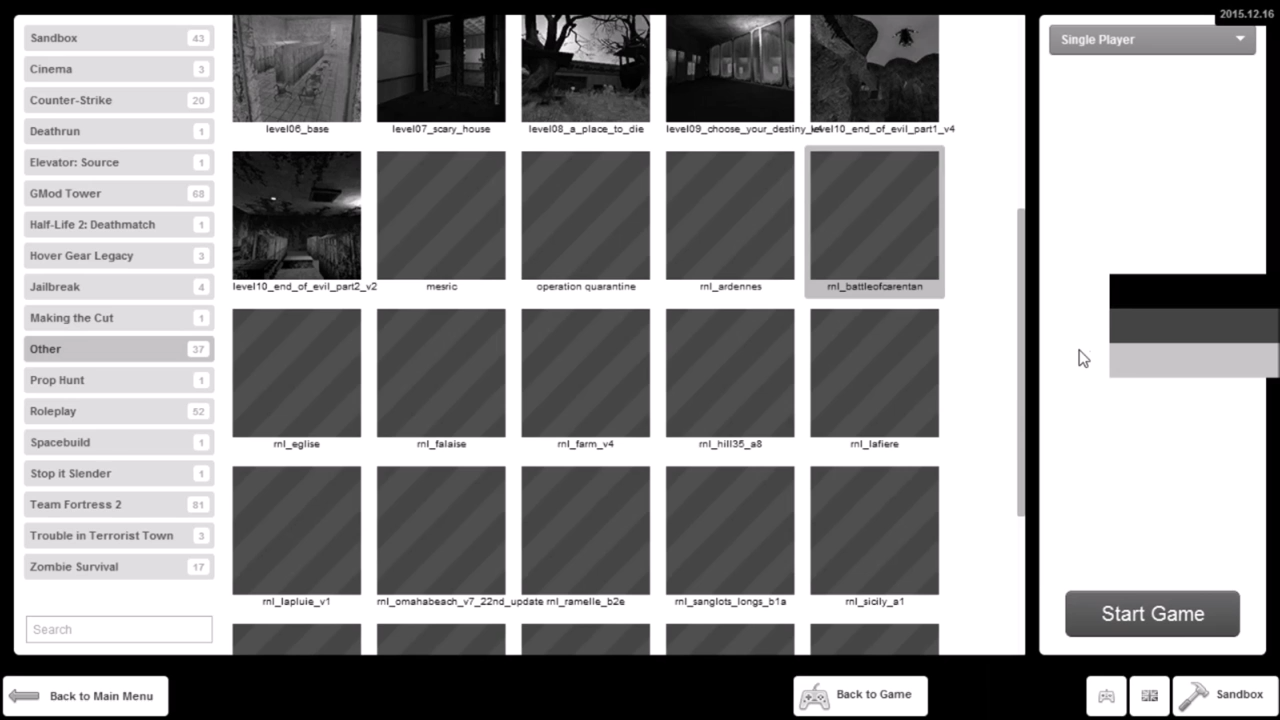 2015.12.16
Sandbox 43
Cinema 3
Counter-Strike 20
Deathrun 1
Elevator: Source 1
GMod Tower 68
Half-Life 2: Deathmatch 1
Hover Gear Legacy 3
Jailbreak 4
Making the Cut 1
Other 37
Prop Hunt 1
Roleplay 52
Spacebuild 1
Stop it Slender 1
Team Fortress 2 81
Trouble in Terrorist Town 3
Zombie Survival 17
Search
level06_base level07_scary_house level08_a_place_to_die level09_choose_your_destiny_v4 level10_end_of_evil_part1_v4
level10_end_of_evil_part2_v2 mesric operation quarantine rnl_ardennes rnl_battleofcarentan
rnl_eglise rnl_falaise rnl_farm_v4 rnl_hill35_a8 rnl_lafiere
rnl_lapluie_v1 rnl_omahabeach_v7_22nd_update rnl_ramelle_b2e rnl_sanglots_longs_b1a rnl_sicily_a1
Single Player
Start Game
Back to Main Menu
Back to Game
Sandbox